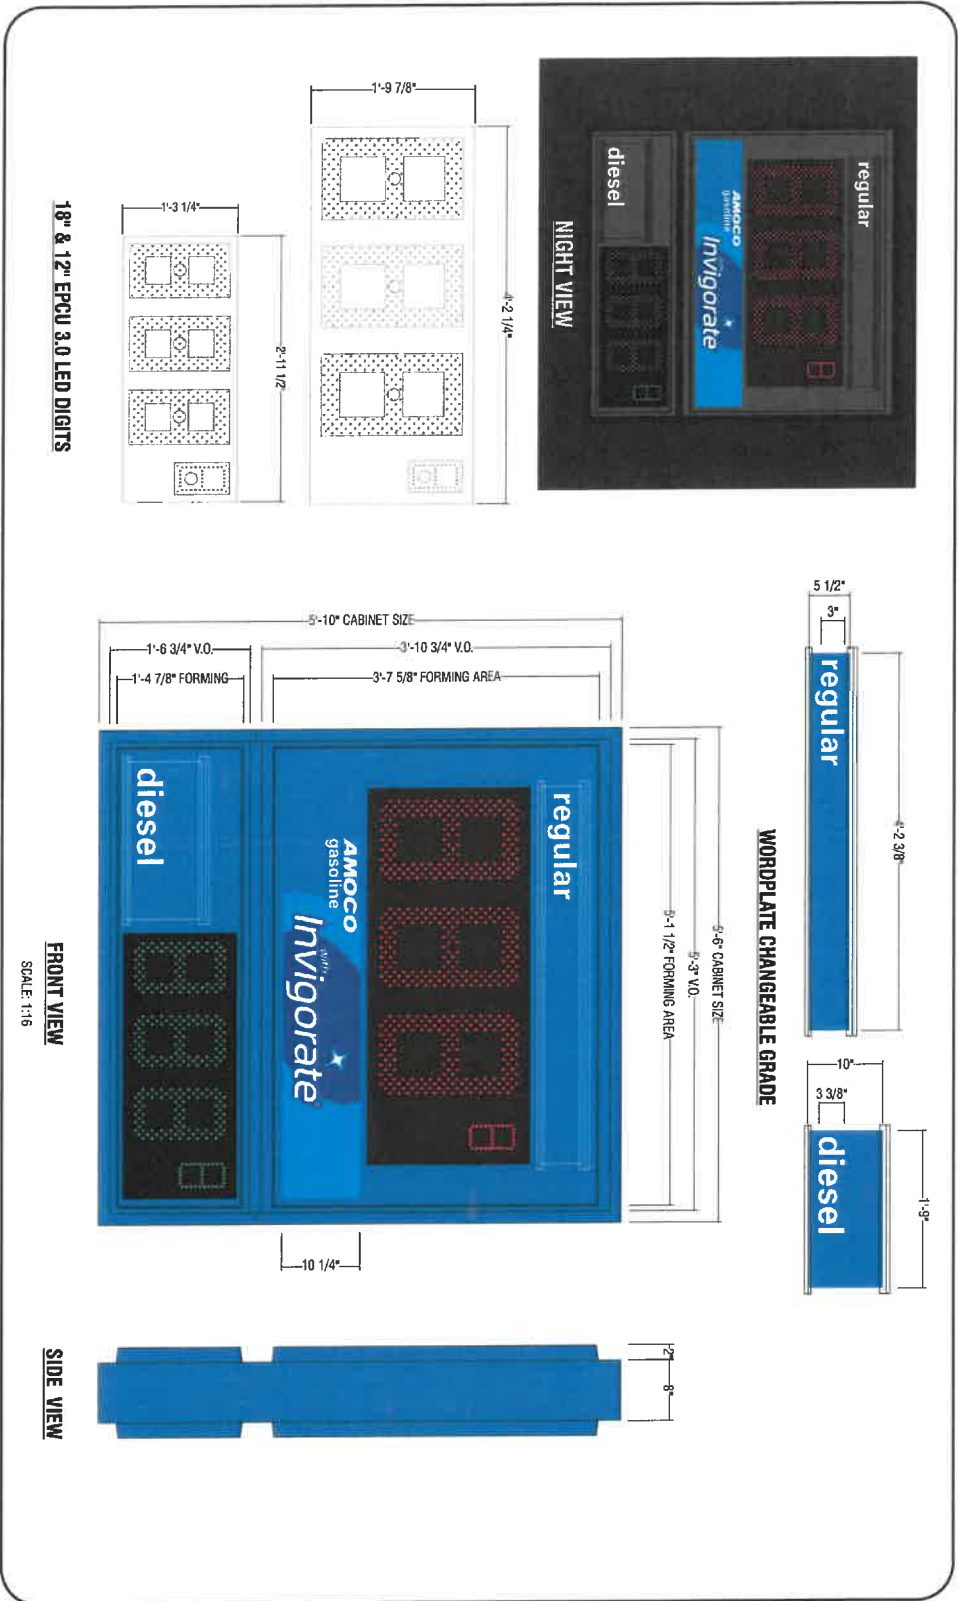 regular
AMOCO
gasoline
with
Invigorate
diesel
NIGHT VIEW
1'-9 7/8"
4'-2 1/4"
1'-3 1/4"
2'-11 1/2"
18" & 12" EPCU 3.0 LED DIGITS
5 1/2"
3"
regular
4'-2 3/8"
10"
3 3/8"
diesel
1'-9"
WORDPLATE CHANGEABLE GRADE
5'-6" CABINET SIZE
5'-3" V.O.
5'-1 1/2" FORMING AREA
5'-10" CABINET SIZE
1'-6 3/4" V.O.
3'-10 3/4" V.O.
1'-4 7/8" FORMING
3'-7 5/8" FORMING AREA
regular
AMOCO
gasoline
with
Invigorate
diesel
10 1/4"
FRONT VIEW
SCALE: 1:16
2"
8"
SIDE VIEW